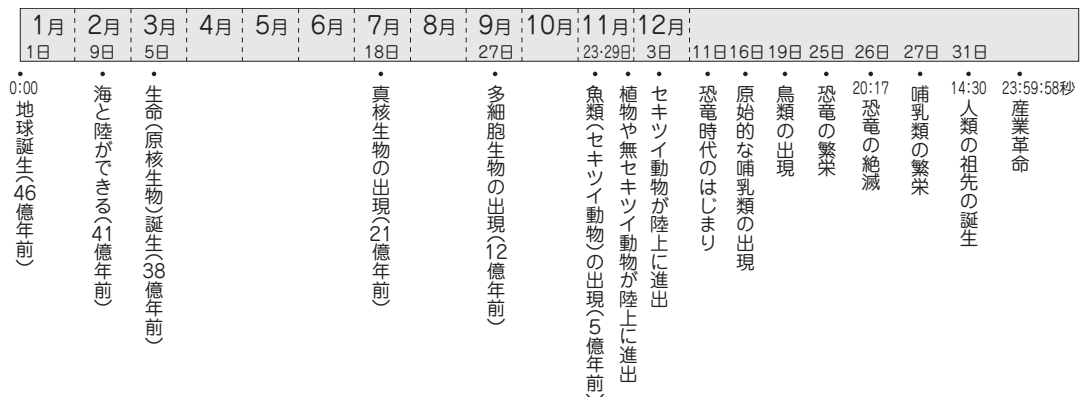 1月 2月 3月 4月 5月 6月 7月 8月 9月 10月 11月 12月
1日 9日 5日 18日 27日 23・29日 3日 11日 16日 19日 25日 26日 27日 31日
0:00 20:17 14:30 23:59:58秒
地球誕生(46億年前)
海と陸ができる(41億年前)
生命(原核生物)誕生(38億年前)
真核生物の出現(21億年前)
多細胞生物の出現(12億年前)
魚類(セキツイ動物)の出現(5億年前)
植物や無セキツイ動物が陸上に進出
セキツイ動物が陸上に進出
恐竜時代のはじまり
原始的な哺乳類の出現
鳥類の出現
恐竜の繁栄
恐竜の絶滅
哺乳類の繁栄
人類の祖先の誕生
産業革命